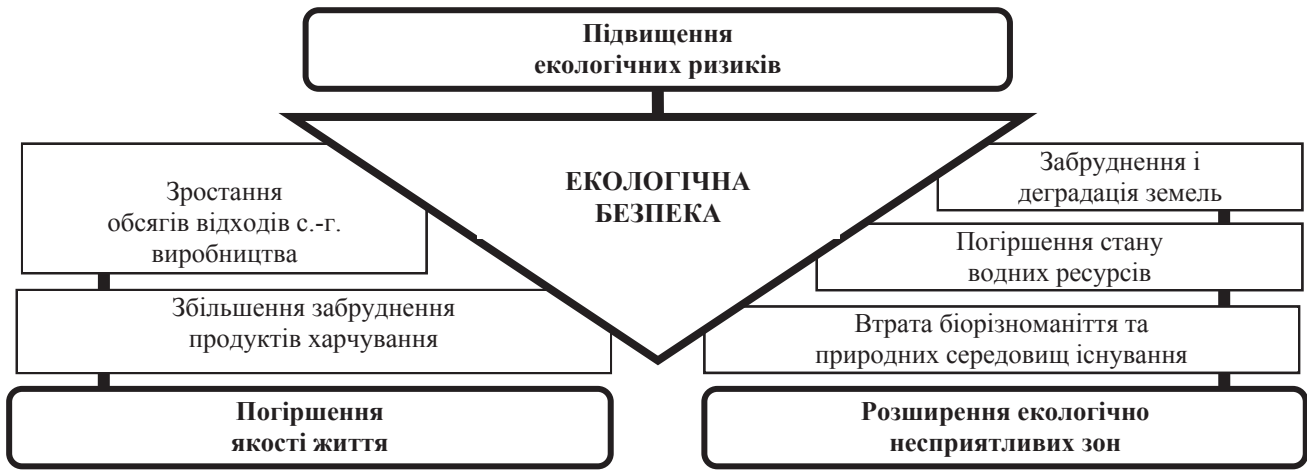 Підвищення
екологічних ризиків
ЕКОЛОГІЧНА
БЕЗПЕКА
Зростання
обсягів відходів с.-г.
виробництва
Збільшення забруднення
продуктів харчування
Погіршення
якості життя
Забруднення і
деградація земель
Погіршення стану
водних ресурсів
Втрата біорізноманіття та
природних середовищ існування
Розширення екологічно
несприятливих зон